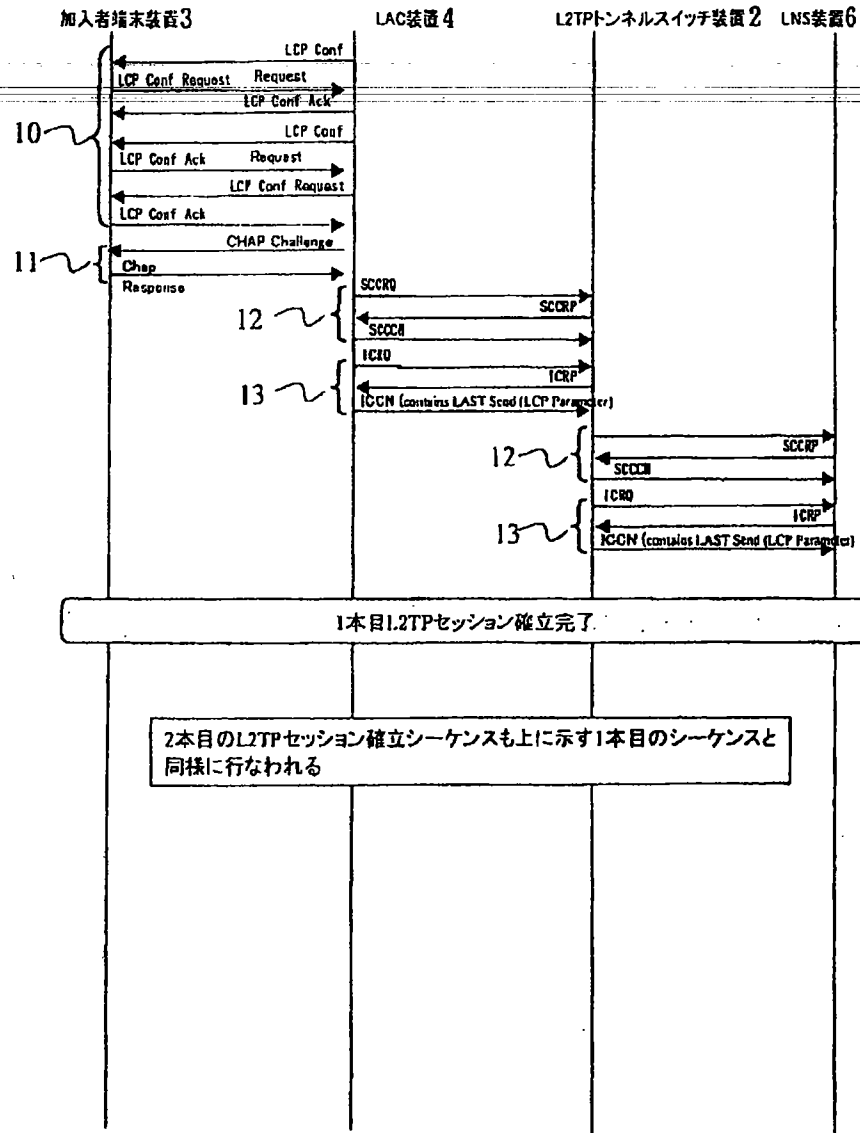 加入者端末装置3 LAC装置4 L2TPトンネルスイッチ装置2 LNS装置6
LCP Conf
LCP Conf Request Request
LCP Conf Ack
10
LCP Conf
LCP Conf Ack Request
LCP Conf Request
LCP Conf Ack
CHAP Challenge
11
Chap
Response
SCCRQ
12
SCCRP
SCCCN
ICRQ
13
ICRP
ICCN (contains LAST Send (LCP Parameter)
12
SCCRP
SCCCN
ICRQ
13
ICRP
ICCN (contains LAST Send (LCP Parameter)
1本目L2TPセッション確立完了
2本目のL2TPセッション確立シーケンスも上に示す1本目のシーケンスと
同様に行なわれる